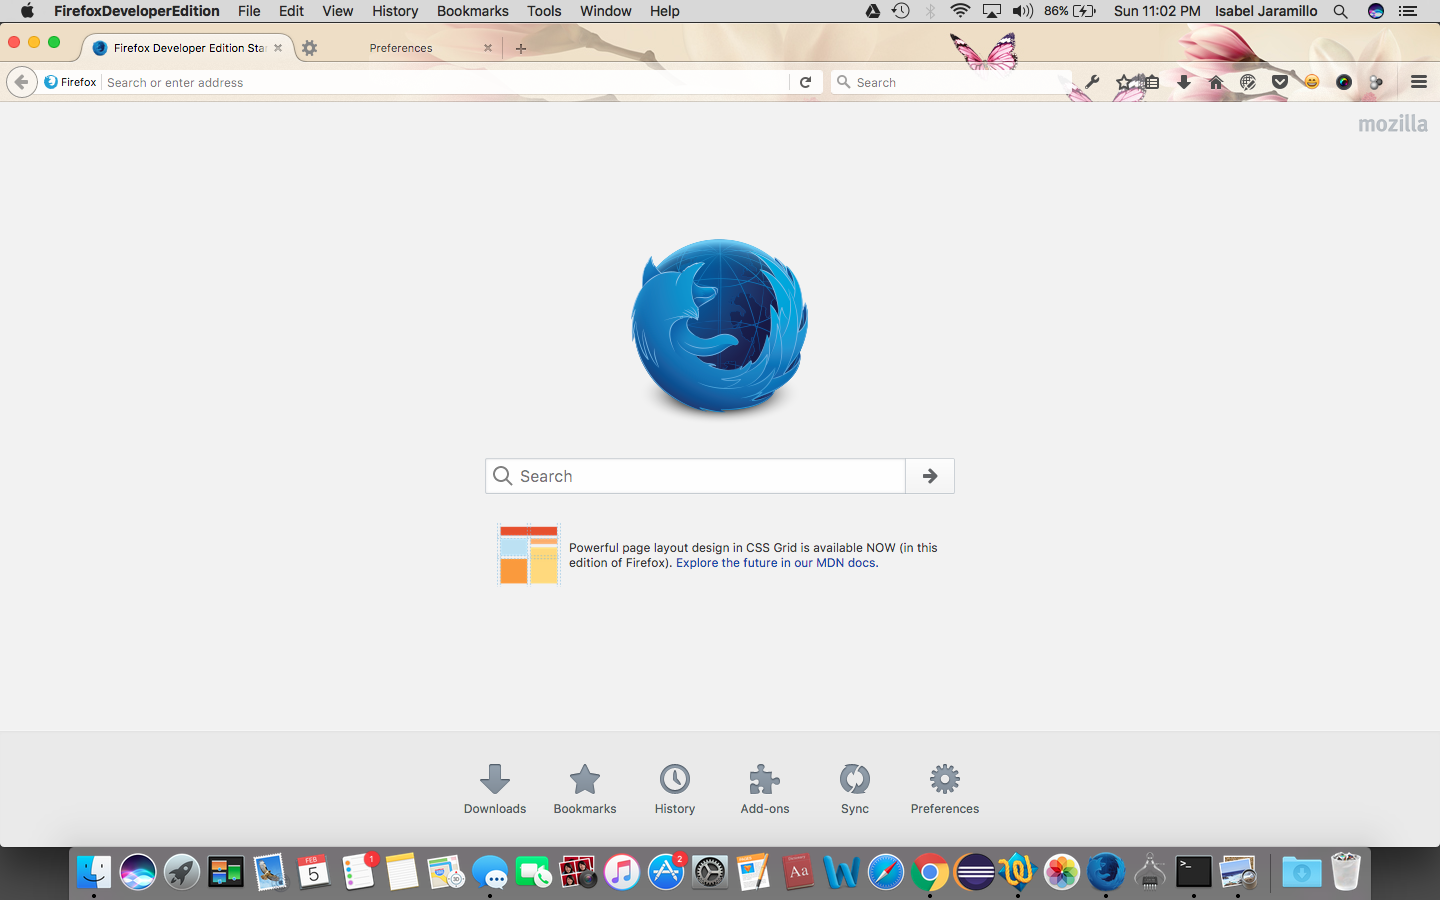 FirefoxDeveloperEdition File Edit View History Bookmarks Tools Window Help 86% Sun 11:02 PM Isabel Jaramillo
Firefox Developer Edition Sta Preferences
Firefox Search or enter address Search
mozilla
Search
Powerful page layout design in CSS Grid is available NOW (in this
edition of Firefox). Explore the future in our MDN docs.
Downloads Bookmarks History Add-ons Sync Preferences
FEB 1 2
5 Aa >_